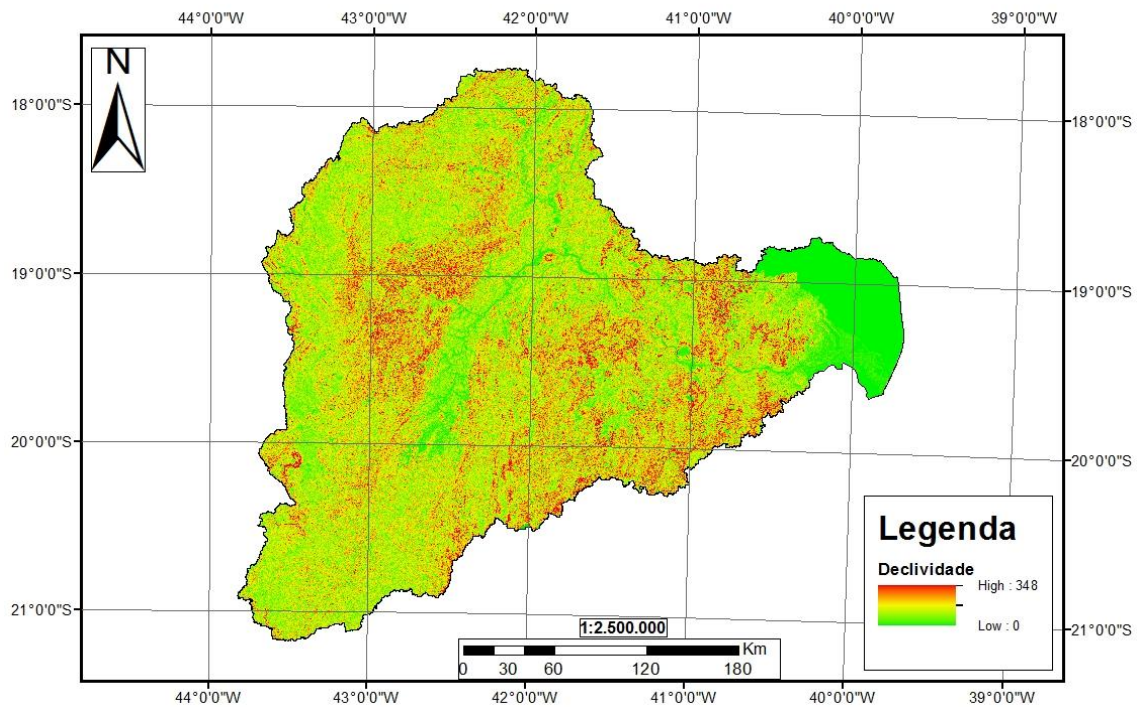 44°0'0"W 43°0'0"W 42°0'0"W 41°0'0"W 40°0'0"W 39°0'0"W
N
18°0'0"S 18°0'0"S
19°0'0"S 19°0'0"S
20°0'0"S 20°0'0"S
21°0'0"S 21°0'0"S
Legenda
Declividade
High : 348
Low : 0
1:2.500.000
Km
0 30 60 120 180
44°0'0"W 43°0'0"W 42°0'0"W 41°0'0"W 40°0'0"W 39°0'0"W